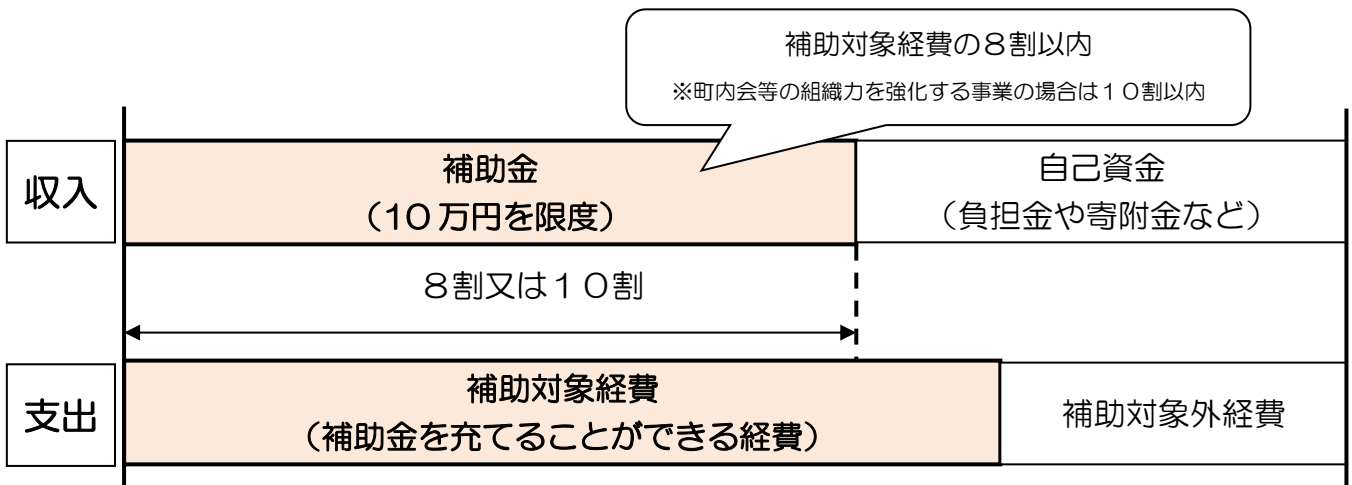 補助対象経費の８割以内
※町内会等の組織力を強化する事業の場合は１０割以内
収入
補助金
（10万円を限度）
自己資金
（負担金や寄附金など）
８割又は１０割
支出
補助対象経費
（補助金を充てることができる経費）
補助対象外経費